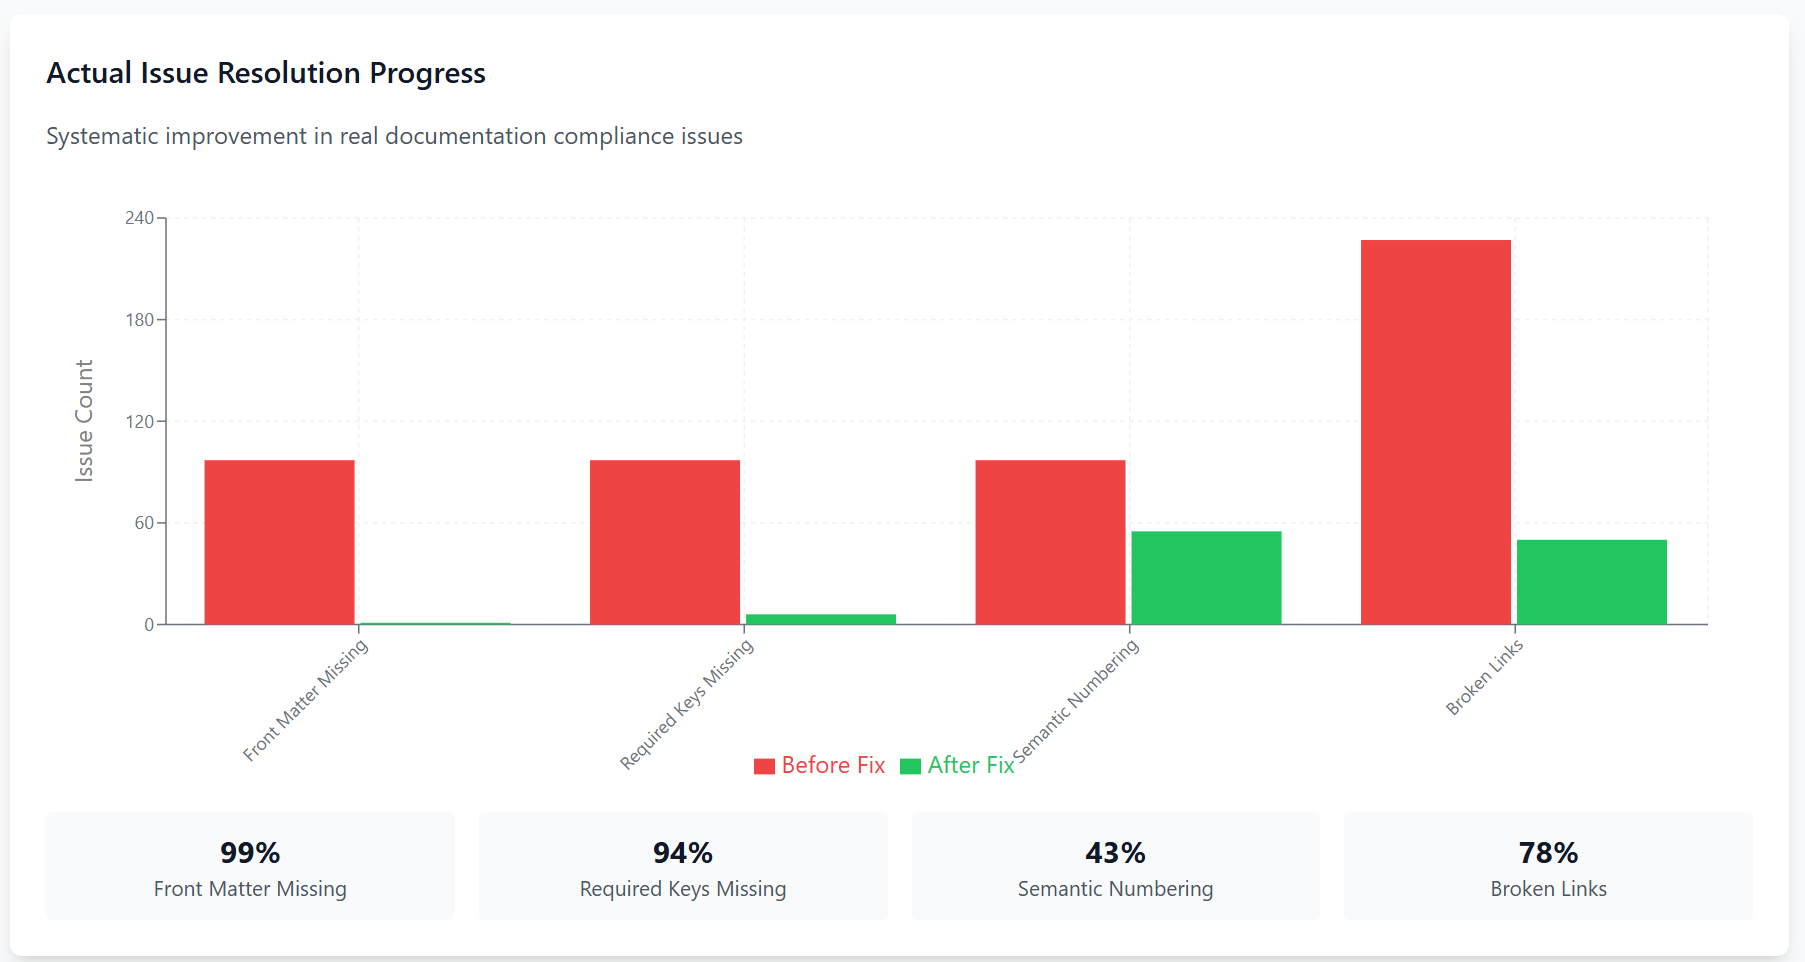 Actual Issue Resolution Progress
Systematic improvement in real documentation compliance issues
240
180
120
60
0
Issue Count
Front Matter Missing
Required Keys Missing
Semantic Numbering
Broken Links
Before Fix
After Fix
99%
Front Matter Missing
94%
Required Keys Missing
43%
Semantic Numbering
78%
Broken Links